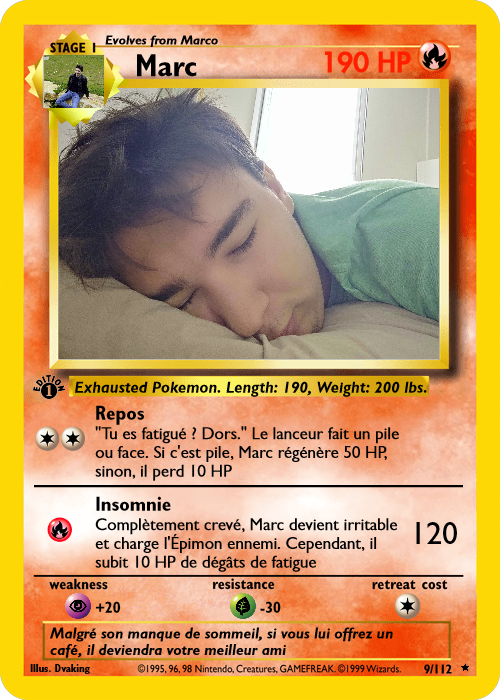 Evolves from Marco
STAGE 1
Marc
190 HP
EDITION
1
Exhausted Pokemon. Length: 190, Weight: 200 lbs.
Repos
"Tu es fatigué ? Dors." Le lanceur fait un pile
ou face. Si c'est pile, Marc régénère 50 HP,
sinon, il perd 10 HP
Insomnie
Complètement crevé, Marc devient irritable
et charge l'Épimon ennemi. Cependant, il
subit 10 HP de dégâts de fatigue
120
weakness resistance retreat cost
+20 -30
Malgré son manque de sommeil, si vous lui offrez un
café, il deviendra votre meilleur ami
Illus. Dvaking ©1995, 96, 98 Nintendo, Creatures, GAMEFREAK. ©1999 Wizards. 9/112 ★